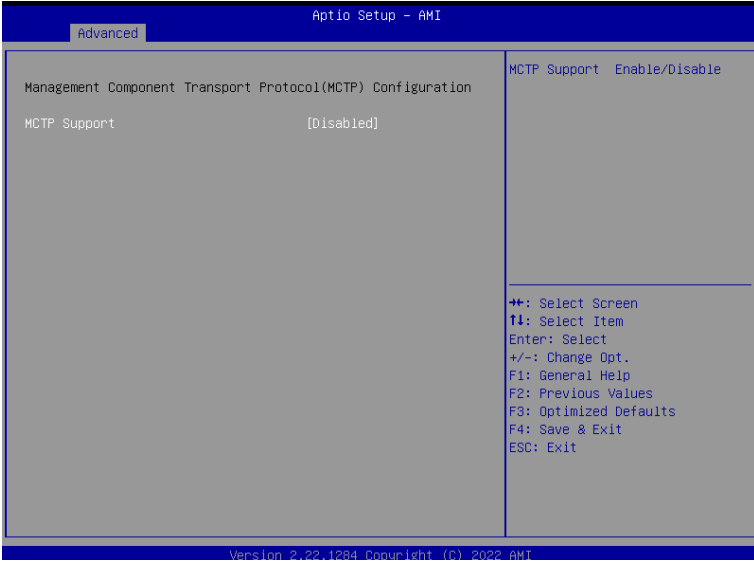 Aptio Setup – AMI
Advanced
Management Component Transport Protocol(MCTP) Configuration
MCTP Support [Disabled]
MCTP Support Enable/Disable
→←: Select Screen
↑↓: Select Item
Enter: Select
+/-: Change Opt.
F1: General Help
F2: Previous Values
F3: Optimized Defaults
F4: Save & Exit
ESC: Exit
Version 2.22.1284 Copyright (C) 2022 AMI